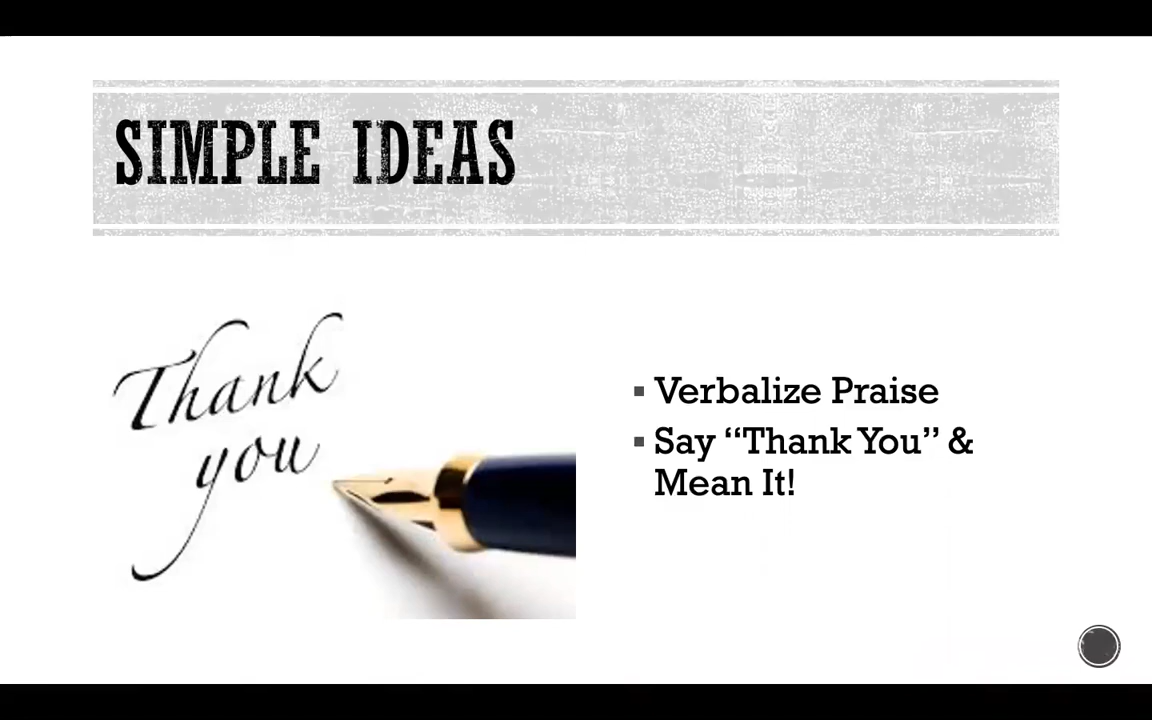 SIMPLE IDEAS
Thank
you
▪ Verbalize Praise
▪ Say “Thank You” &
Mean It!